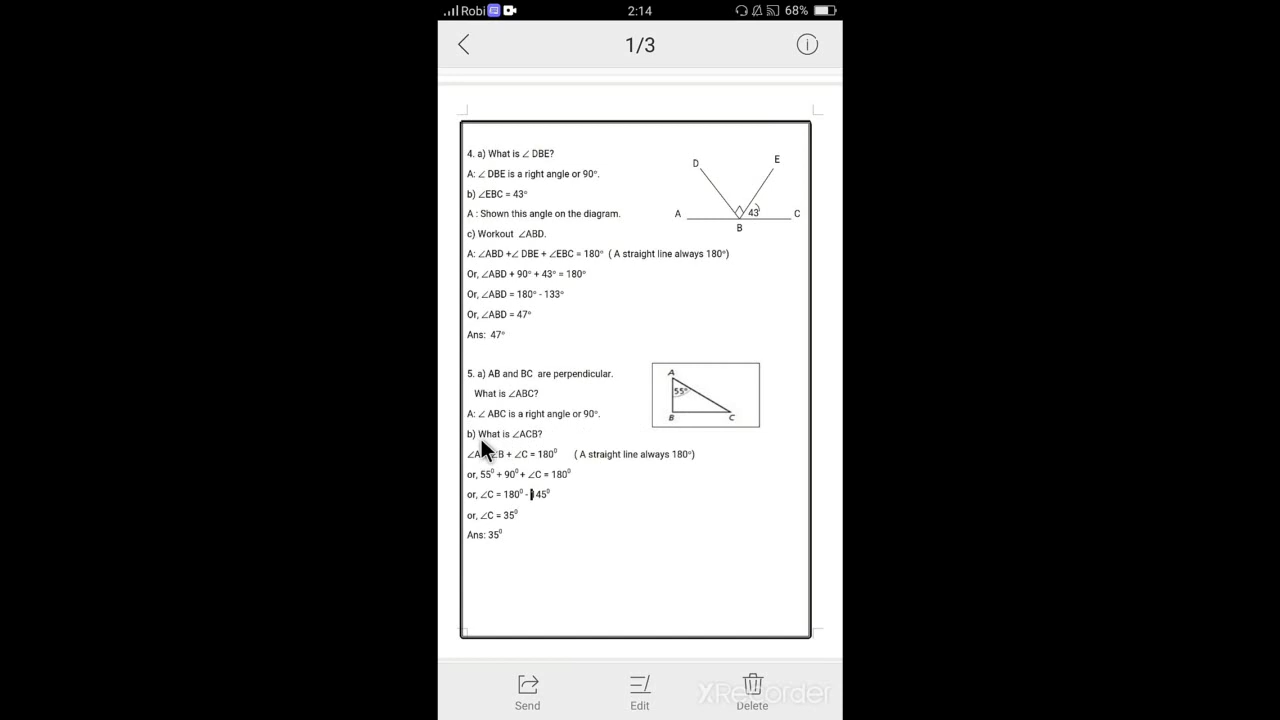 Robi
2:14
68%
1/3
4. a) What is ∠ DBE?
A: ∠ DBE is a right angle or 90°.
b) ∠EBC = 43°
A : Shown this angle on the diagram.
c) Workout ∠ABD.
A: ∠ABD +∠ DBE + ∠EBC = 180° ( A straight line always 180°)
Or, ∠ABD + 90° + 43° = 180°
Or, ∠ABD = 180° - 133°
Or, ∠ABD = 47°
Ans: 47°
D
E
A
43
C
B
5. a) AB and BC are perpendicular.
What is ∠ABC?
A: ∠ ABC is a right angle or 90°.
b) What is ∠ACB?
∠B + ∠C = 180⁰ ( A straight line always 180°)
or, 55⁰ + 90⁰ + ∠C = 180⁰
or, ∠C = 180⁰ - 145⁰
or, ∠C = 35⁰
Ans: 35⁰
A
55°
B
C
Send
Edit
Delete
XRecorder